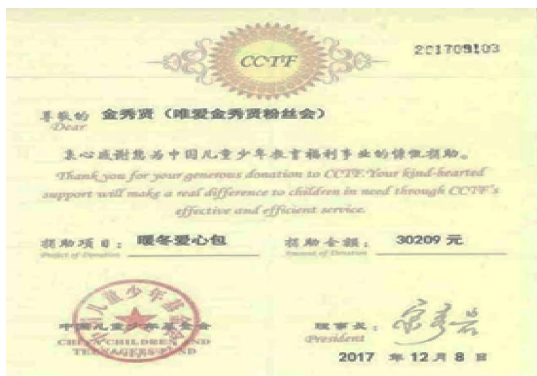 CCTF
201709103
尊敬的 金秀贤（唯爱金秀贤粉丝会）
Dear
衷心感谢您为中国儿童少年教育福利事业的慷慨捐助。
Thank you for your generous donation to CCTF. Your kind-hearted
support will make a real difference to children in need through CCTF's
effective and efficient service.
捐助项目： 暖冬爱心包 捐助金额： 30209 元
Project of Donation Amount of Donation
中国儿童少年基金会
CHINA CHILDREN AND
TEENAGERS' FUND
理事长：
President
2017 年 12 月 8 日